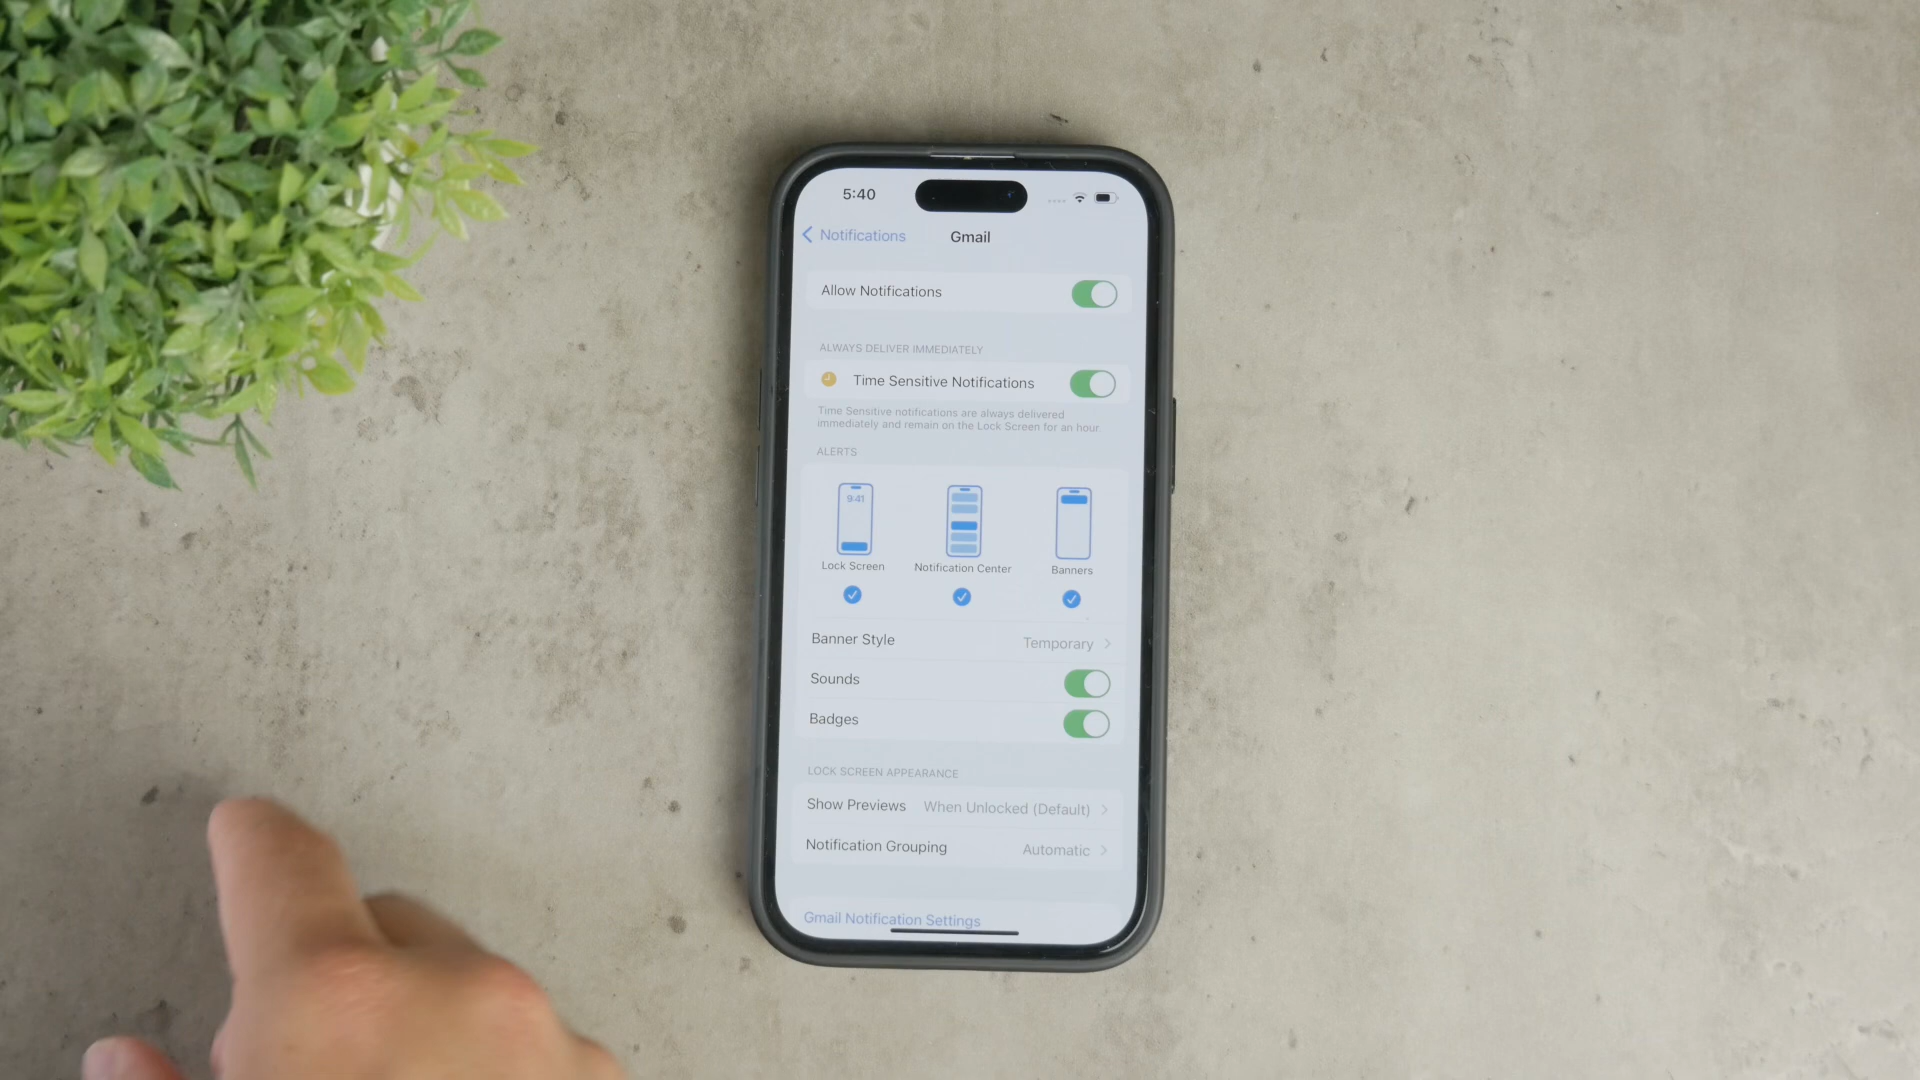 5:40
Notifications
Gmail
Allow Notifications
ALWAYS DELIVER IMMEDIATELY
Time Sensitive Notifications
Time Sensitive notifications are always delivered
immediately and remain on the Lock Screen for an hour.
ALERTS
9:41
Lock Screen
Notification Center
Banners
Banner Style
Temporary
Sounds
Badges
LOCK SCREEN APPEARANCE
Show Previews
When Unlocked (Default)
Notification Grouping
Automatic
Gmail Notification Settings